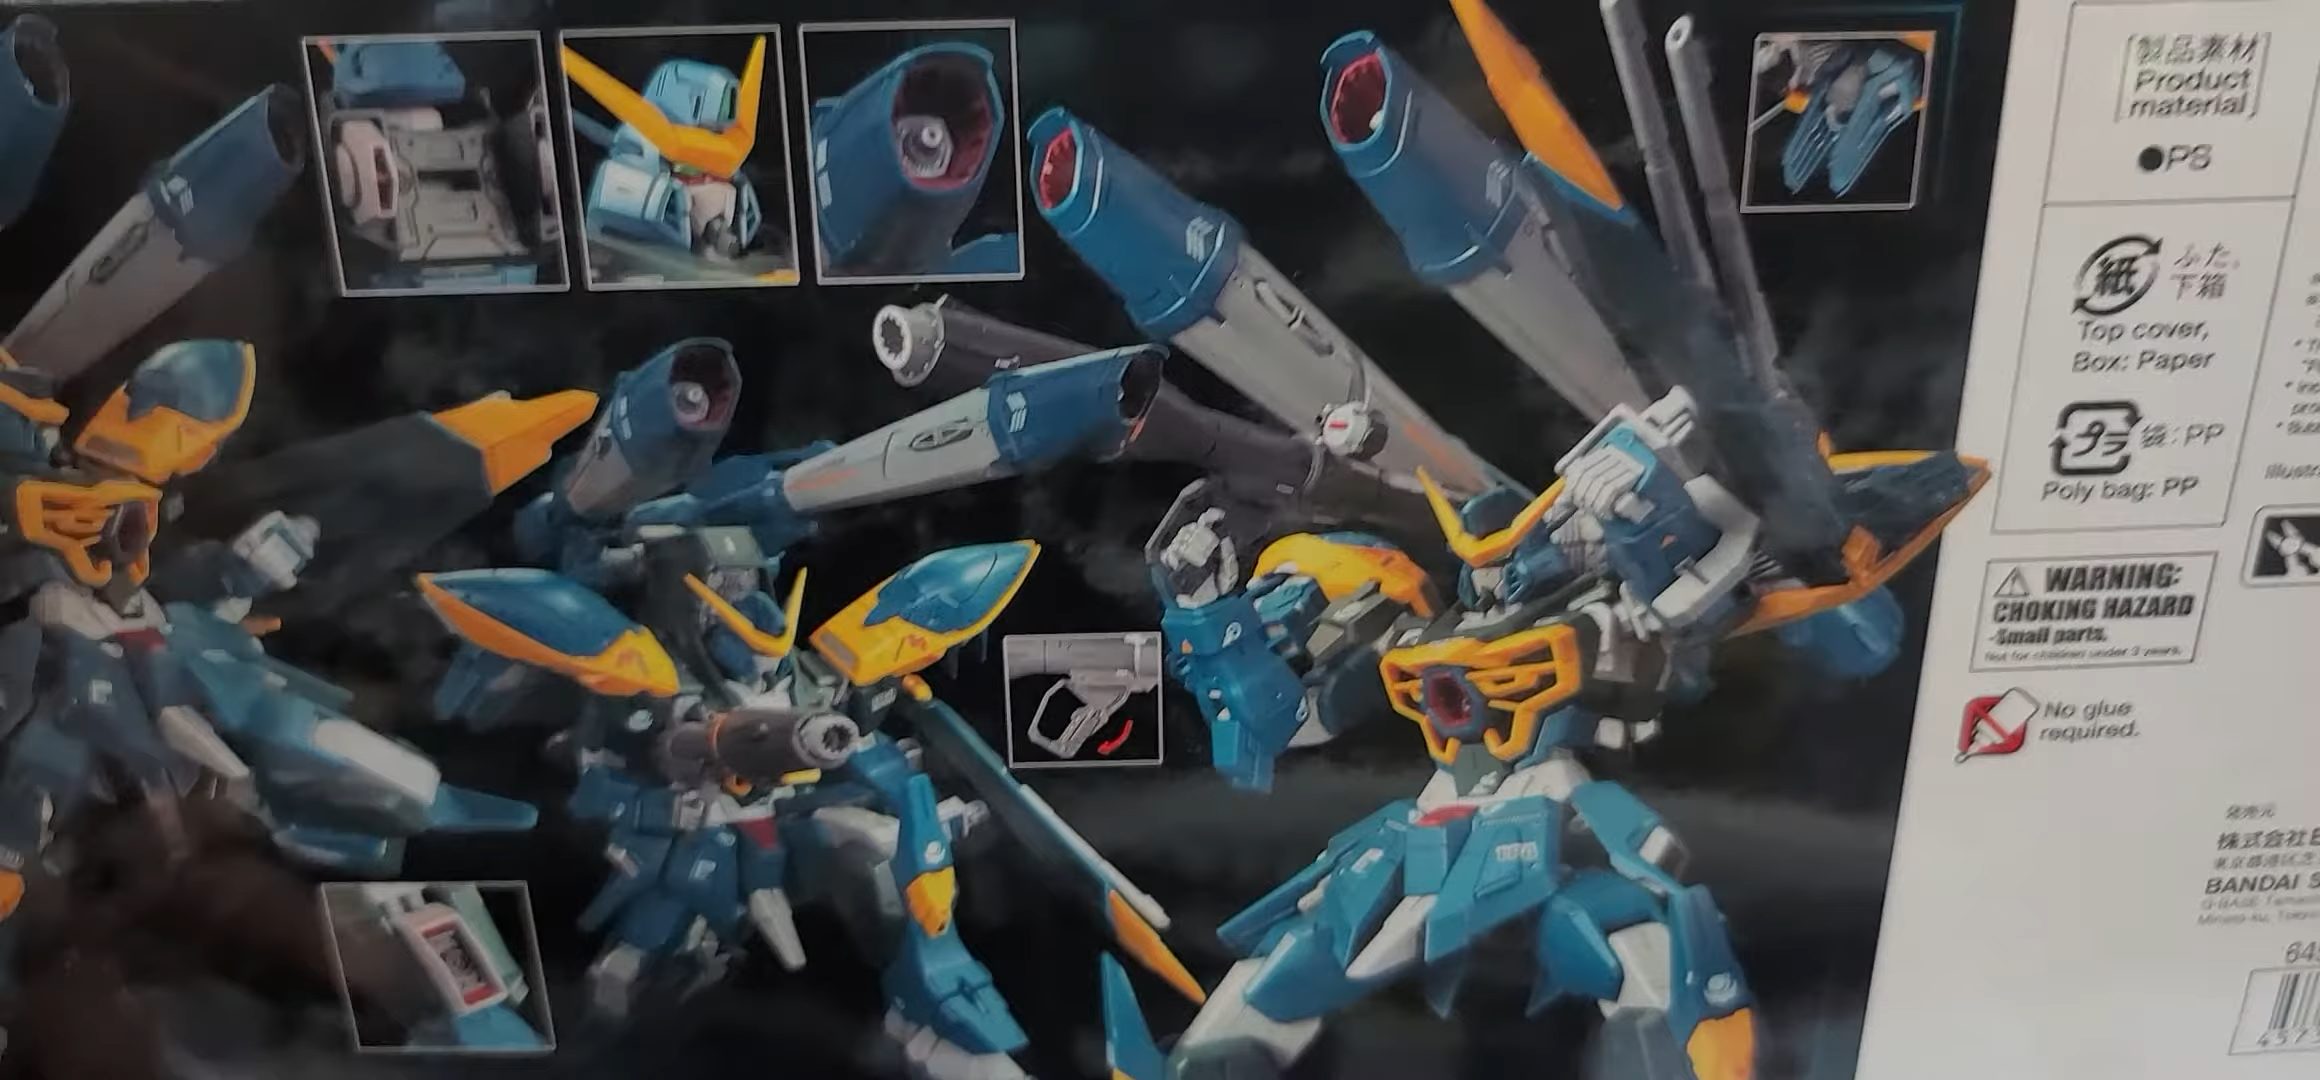 製品素材
Product
material
●PS
紙
ふた,
下箱
Top cover,
Box: Paper
プラ
袋:PP
Poly bag: PP
WARNING:
CHOKING HAZARD
-Small parts.
Not for children under 3 years.
No glue
required.
発売元
株式会社
BANDAI S